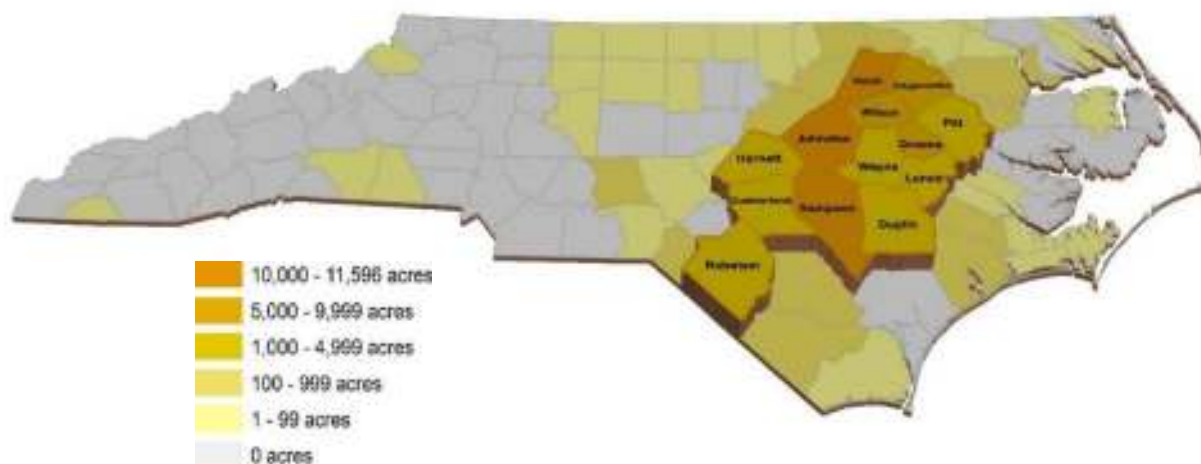 Nash
Edgecombe
Wilson
Pitt
Johnston
Greene
Harnett
Wayne
Lenoir
Cumberland
Sampson
Duplin
Robeson
10,000 - 11,596 acres
5,000 - 9,999 acres
1,000 - 4,999 acres
100 - 999 acres
1 - 99 acres
0 acres